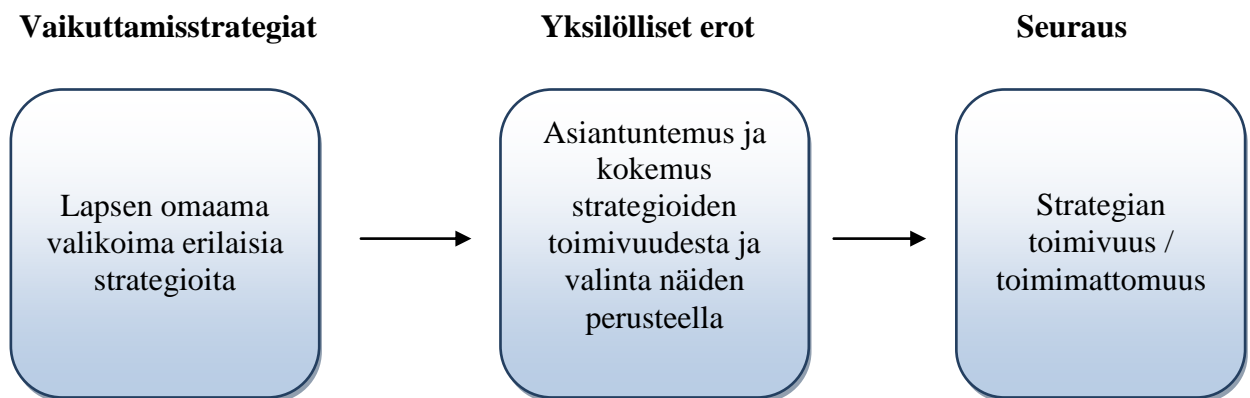 Vaikuttamisstrategiat
Yksilölliset erot
Seuraus
Lapsen omaama
valikoima erilaisia
strategioita
Asiantuntemus ja
kokemus
strategioiden
toimivuudesta ja
valinta näiden
perusteella
Strategian
toimivuus /
toimimattomuus